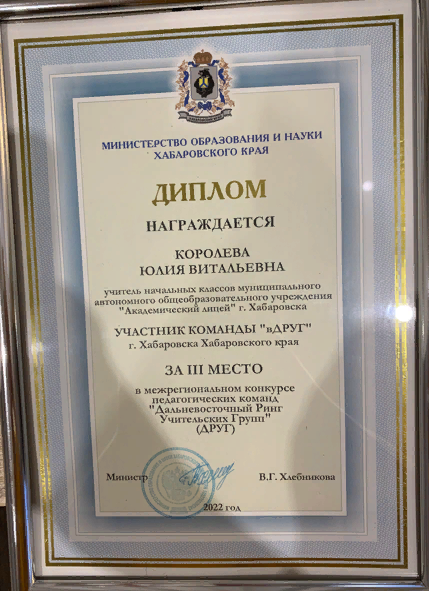 МИНИСТЕРСТВО ОБРАЗОВАНИЯ И НАУКИ
ХАБАРОВСКОГО КРАЯ
ДИПЛОМ
НАГРАЖДАЕТСЯ
КОРОЛЕВА
ЮЛИЯ ВИТАЛЬЕВНА
учитель начальных классов муниципального
автономного общеобразовательного учреждения
"Академический лицей" г. Хабаровска
УЧАСТНИК КОМАНДЫ "вДРУГ"
г. Хабаровска Хабаровского края
ЗА III МЕСТО
в межрегиональном конкурсе
педагогических команд
"Дальневосточный Ринг
Учительских Групп"
(ДРУГ)
Министр В.Г. Хлебникова
2022 год